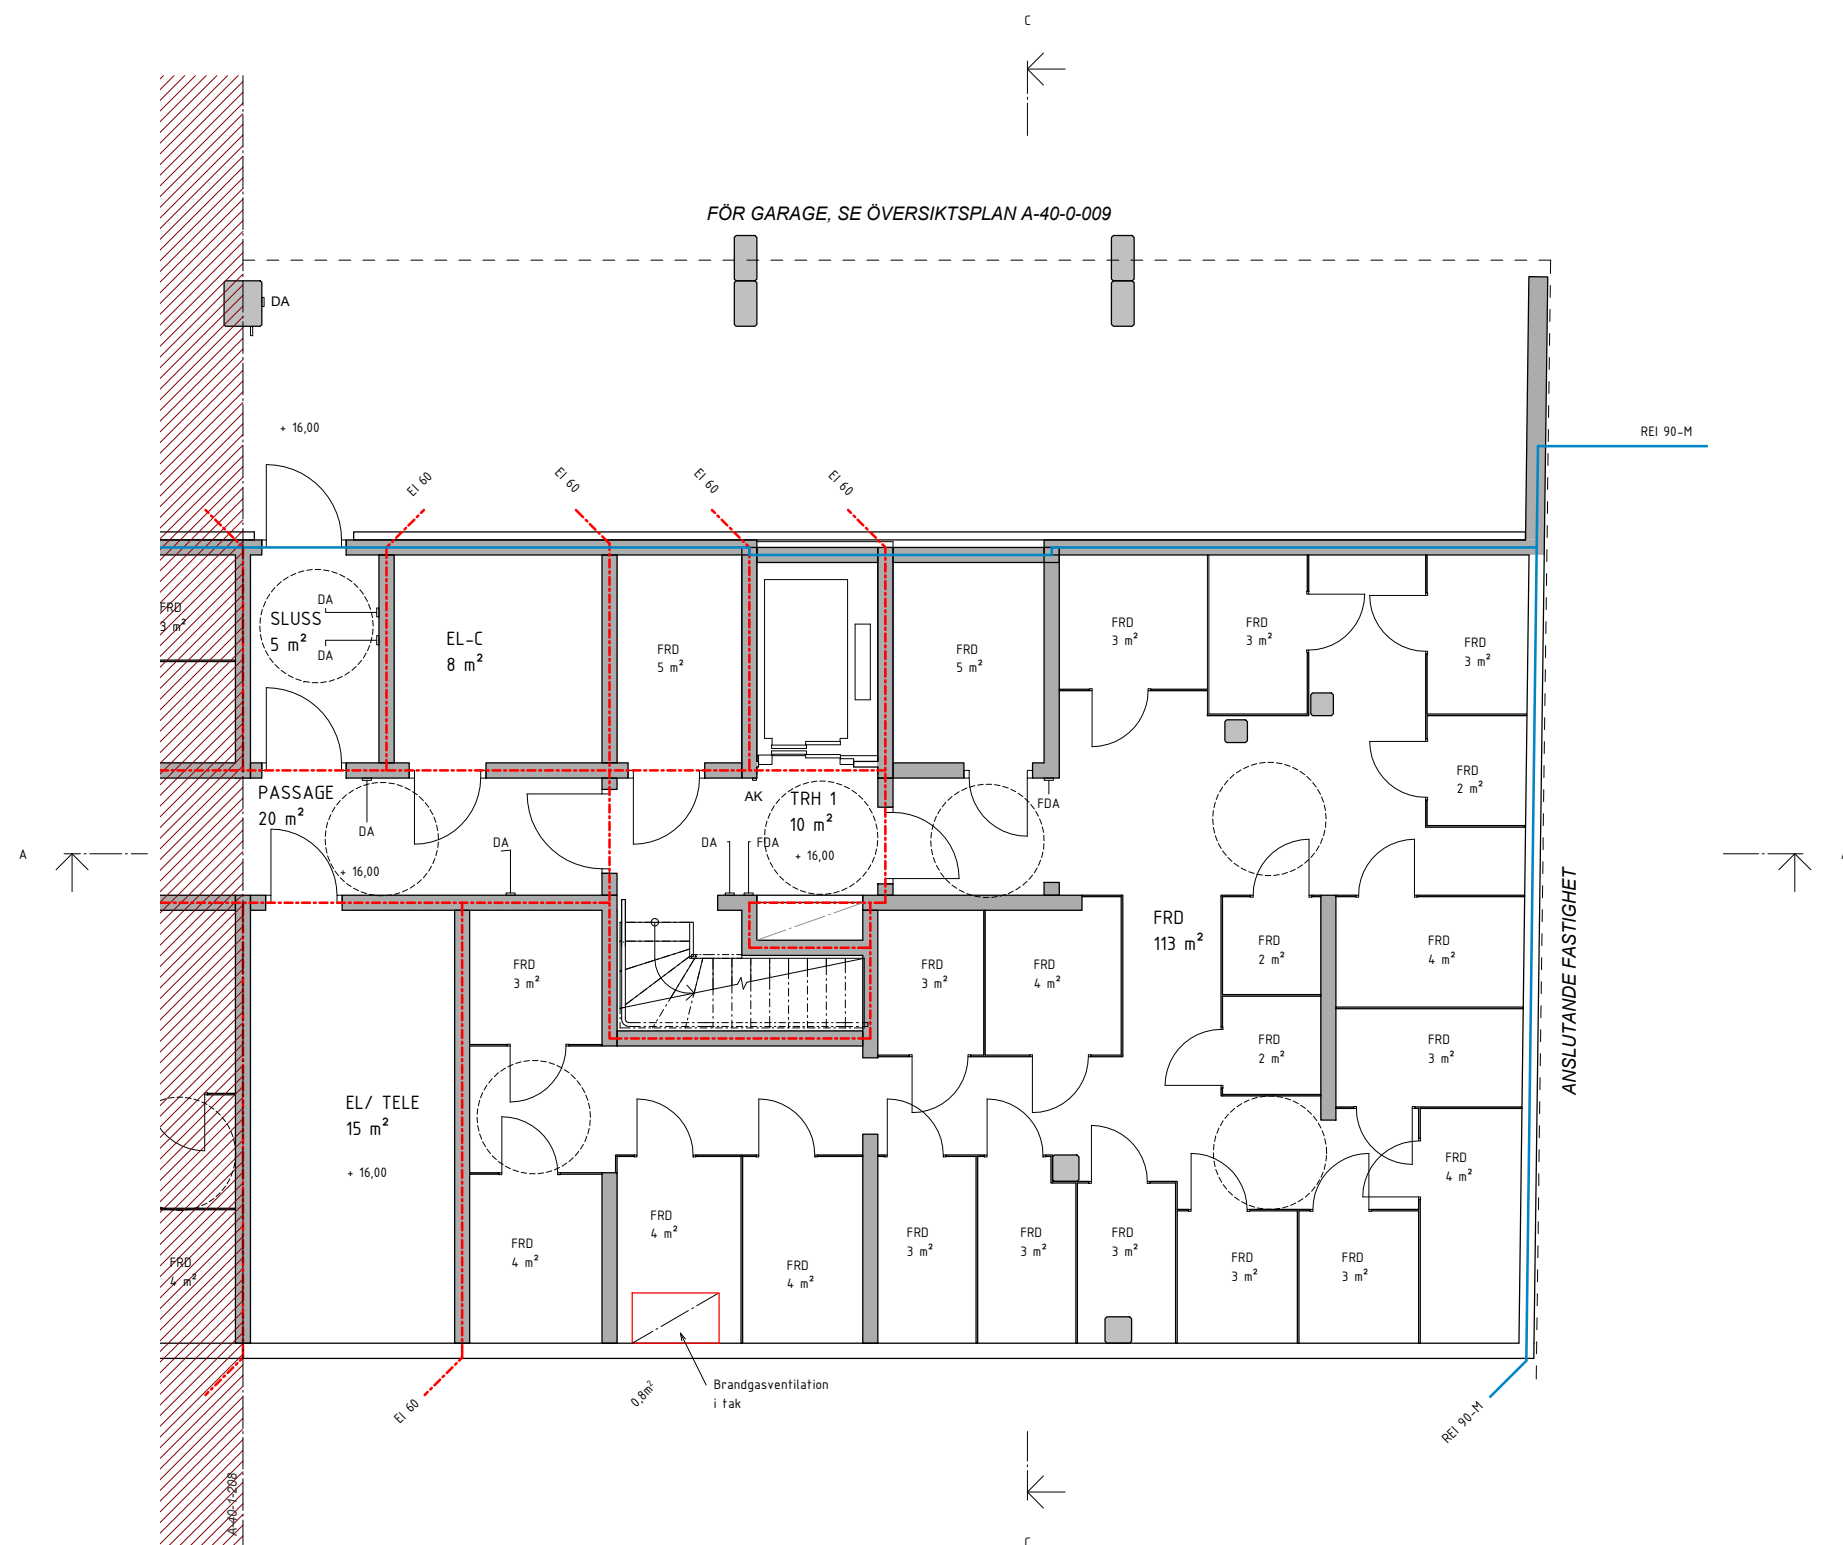 C
FÖR GARAGE, SE ÖVERSIKTSPLAN A-40-0-009
DA
+ 16,00
REI 90-M
EI 60
EI 60
EI 60
EI 60
FRD
3 m²
SLUSS
5 m²
DA
DA
EL-C
8 m²
FRD
5 m²
FRD
5 m²
FRD
3 m²
FRD
3 m²
FRD
3 m²
FRD
2 m²
PASSAGE
20 m²
DA
+ 16,00
DA
AK
TRH 1
10 m²
+ 16,00
DA
FDA
FDA
A
ANSLUTANDE FASTIGHET
FRD
113 m²
FRD
3 m²
FRD
3 m²
FRD
4 m²
FRD
2 m²
FRD
4 m²
FRD
2 m²
FRD
3 m²
EL/ TELE
15 m²
+ 16,00
FRD
4 m²
FRD
4 m²
FRD
4 m²
FRD
4 m²
FRD
3 m²
FRD
3 m²
FRD
3 m²
FRD
3 m²
FRD
3 m²
FRD
4 m²
EI 60
0,8m²
Brandgasventilation
i tak
REI 90-M
A-40-1-208